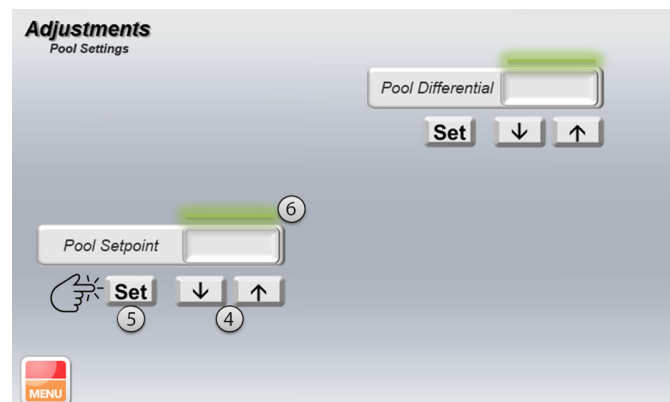 Adjustments
Pool Settings
Pool Differential
Set ↓ ↑
6
Pool Setpoint
Set ↓ ↑
5 4
MENU